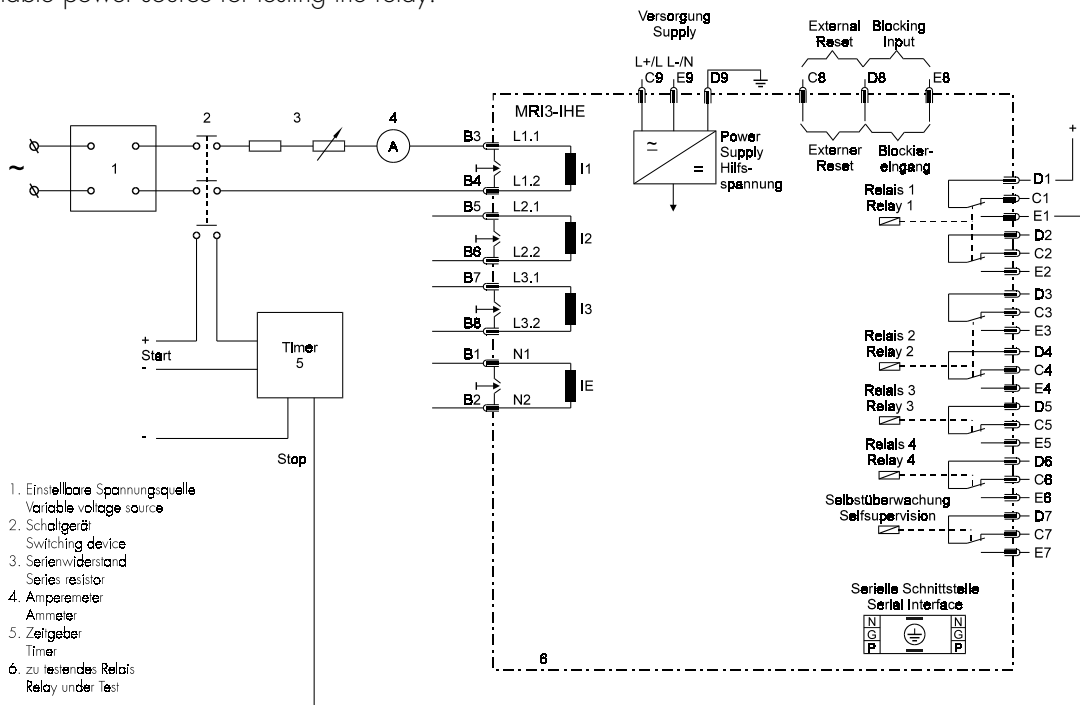 iable power source for testing the relay.
Versorgung
Supply
L+/L L-/N
C9 E9 D9
External Reset
Blocking Input
C8 D8 E8
Externer Reset
Blockier-
eingang
MRI3-IHE
Power
Supply
Hilfs-
spannung
≃
=
~
1
2
3
4
A
B3 L1.1
B4 L1.2
I1
B5 L2.1
B6 L2.2
I2
B7 L3.1
B8 L3.2
I3
B1 N1
B2 N2
IE
+
Start
-
-
Timer
5
Stop
Relais 1
Relay 1
Relais 2
Relay 2
Relais 3
Relay 3
Relais 4
Relay 4
Selbstüberwachung
Selfsupervision
+
D1
C1
E1
D2
C2
E2
D3
C3
E3
D4
C4
E4
D5
C5
E5
D6
C6
E6
D7
C7
E7
Serielle Schnittstelle
Serial Interface
N N
G G
P P
6
1. Einstellbare Spannungsquelle
Variable voltage source
2. Schaltgerät
Switching device
3. Serienwiderstand
Series resistor
4. Amperemeter
Ammeter
5. Zeitgeber
Timer
6. zu testendes Relais
Relay under Test